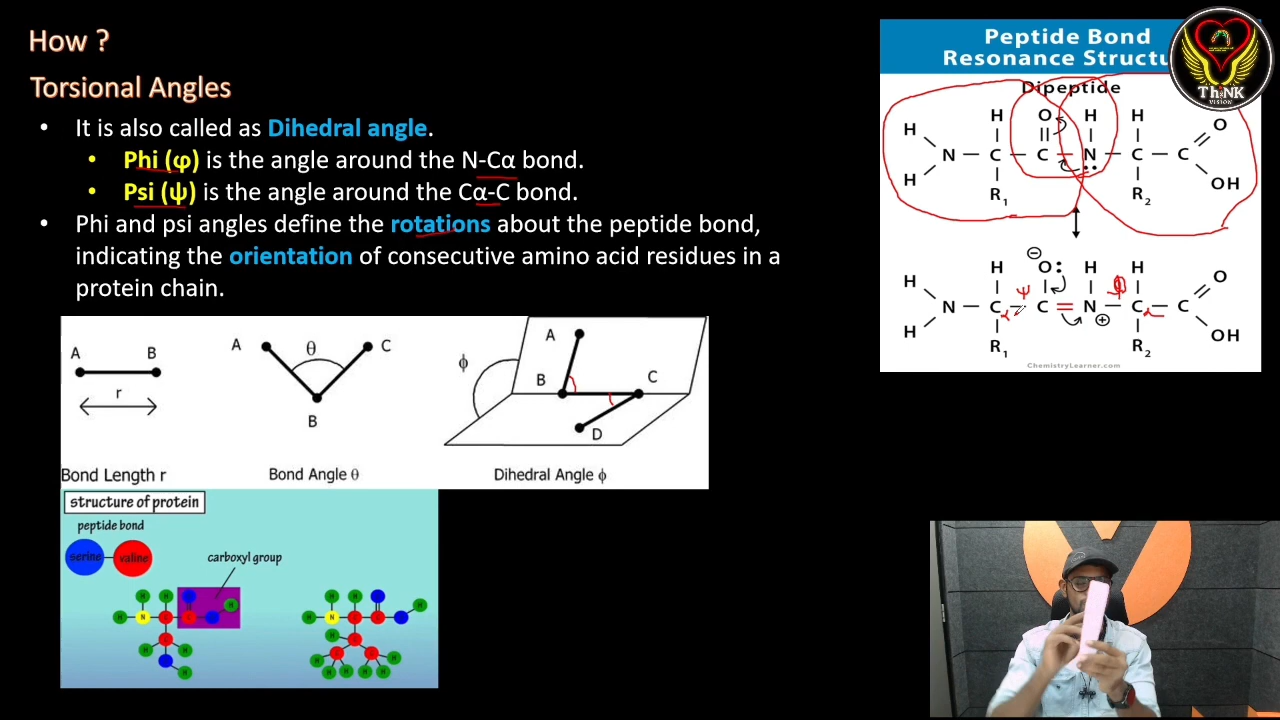 How ?
Torsional Angles
• It is also called as Dihedral angle.
• Phi (φ) is the angle around the N-Cα bond.
• Psi (ψ) is the angle around the Cα-C bond.
• Phi and psi angles define the rotations about the peptide bond,
indicating the orientation of consecutive amino acid residues in a
protein chain.
A B
r
Bond Length r
A θ C
B
Bond Angle θ
ϕ A
B C
D
Dihedral Angle ϕ
structure of protein
peptide bond
serine valine
carboxyl group
H H H
H N
H H
H
H H H
H N
H
H H
H H H H
Peptide Bond
Resonance Structu
Dipeptide
H O H H O
H
N C C N C C
H OH
R1 R2
⊖
H O: H H O
H ψ φ
N C α C = N C α C
H ⊕ OH
R1 R2
ChemistryLearner.com
ThiNK
VISION